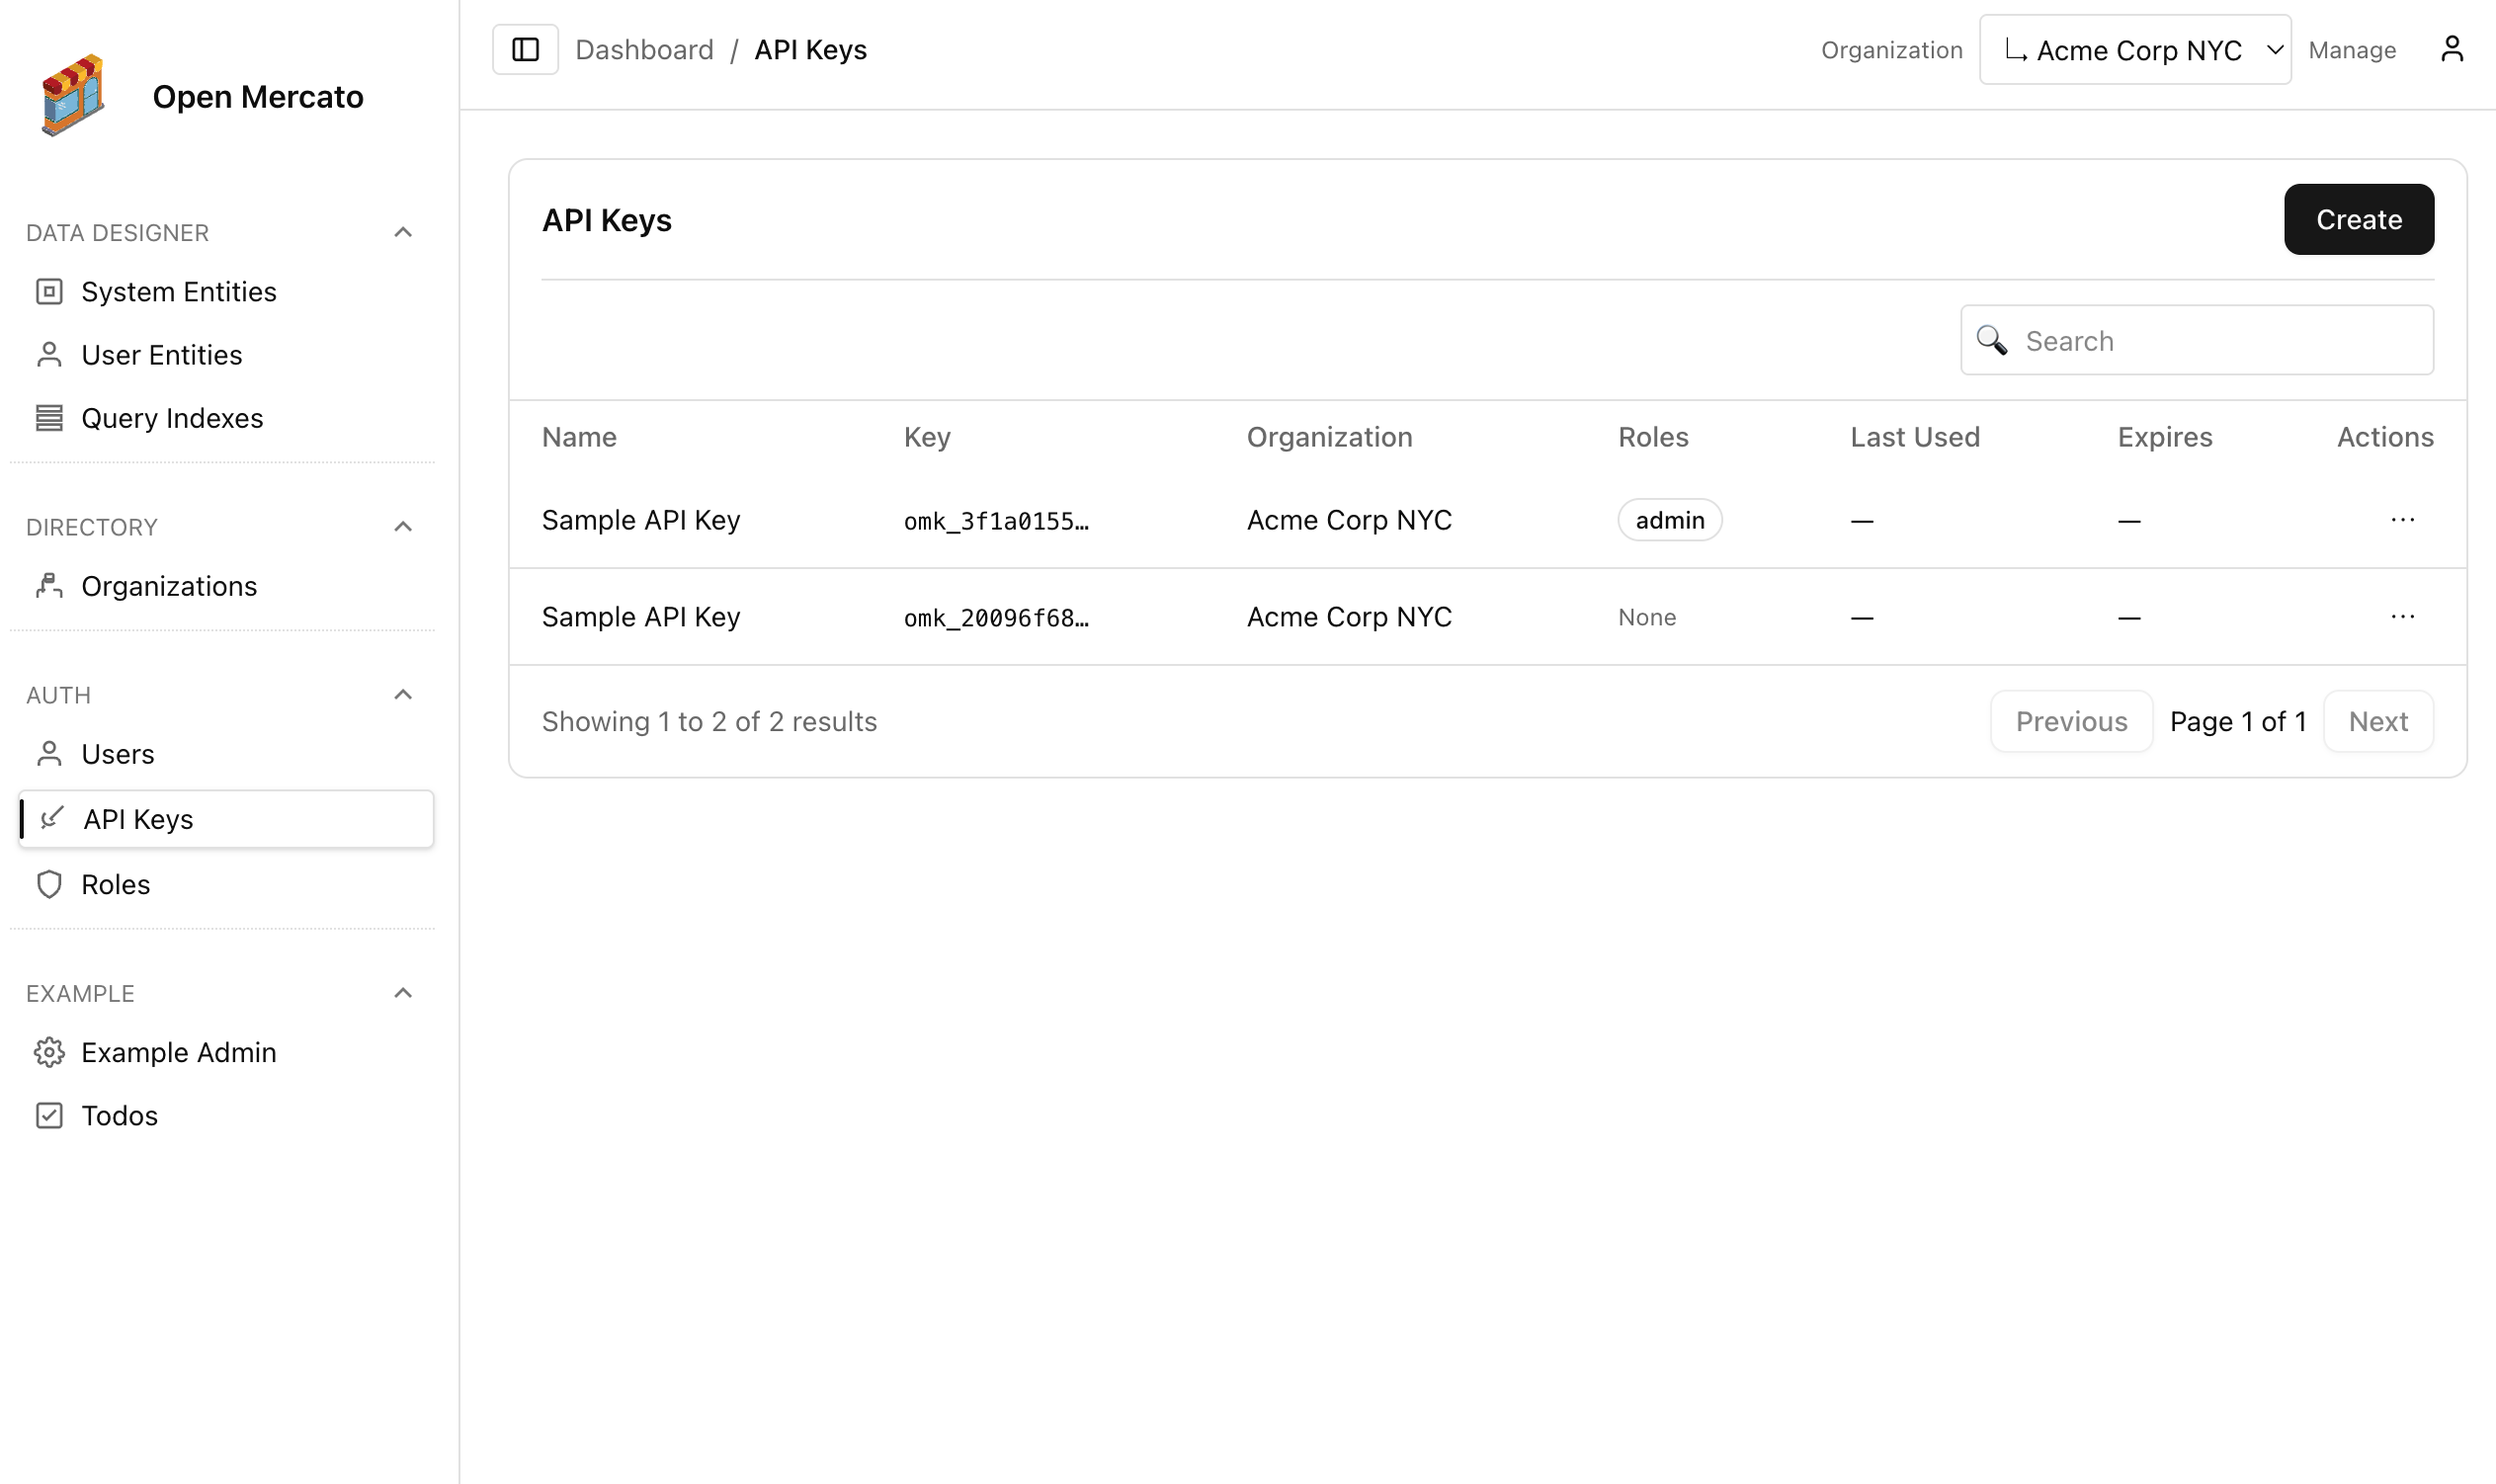 Open Mercato
DATA DESIGNER
System Entities
User Entities
Query Indexes
DIRECTORY
Organizations
AUTH
Users
API Keys
Roles
EXAMPLE
Example Admin
Todos
Dashboard / API Keys
Organization Acme Corp NYC Manage
API Keys Create
Search
Name Key Organization Roles Last Used Expires Actions
Sample API Key omk_3f1a0155… Acme Corp NYC admin — — ···
Sample API Key omk_20096f68… Acme Corp NYC None — — ···
Showing 1 to 2 of 2 results Previous Page 1 of 1 Next